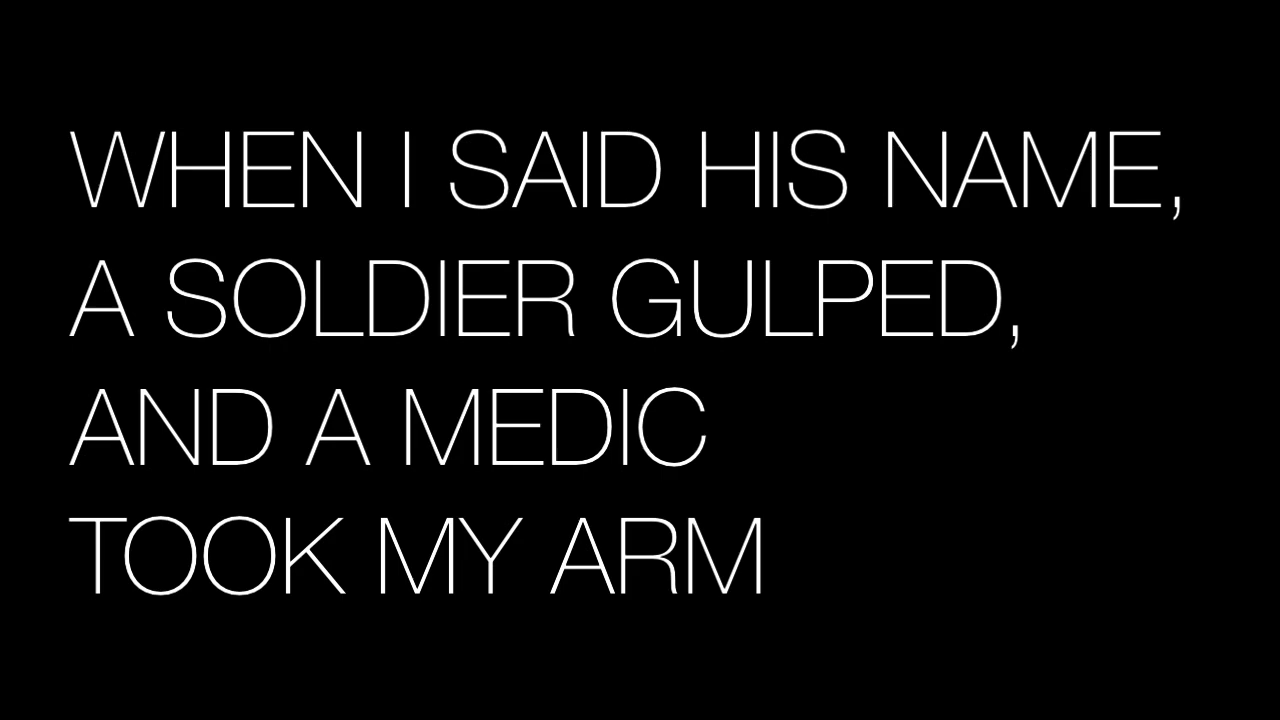 WHEN I SAID HIS NAME,
A SOLDIER GULPED,
AND A MEDIC
TOOK MY ARM